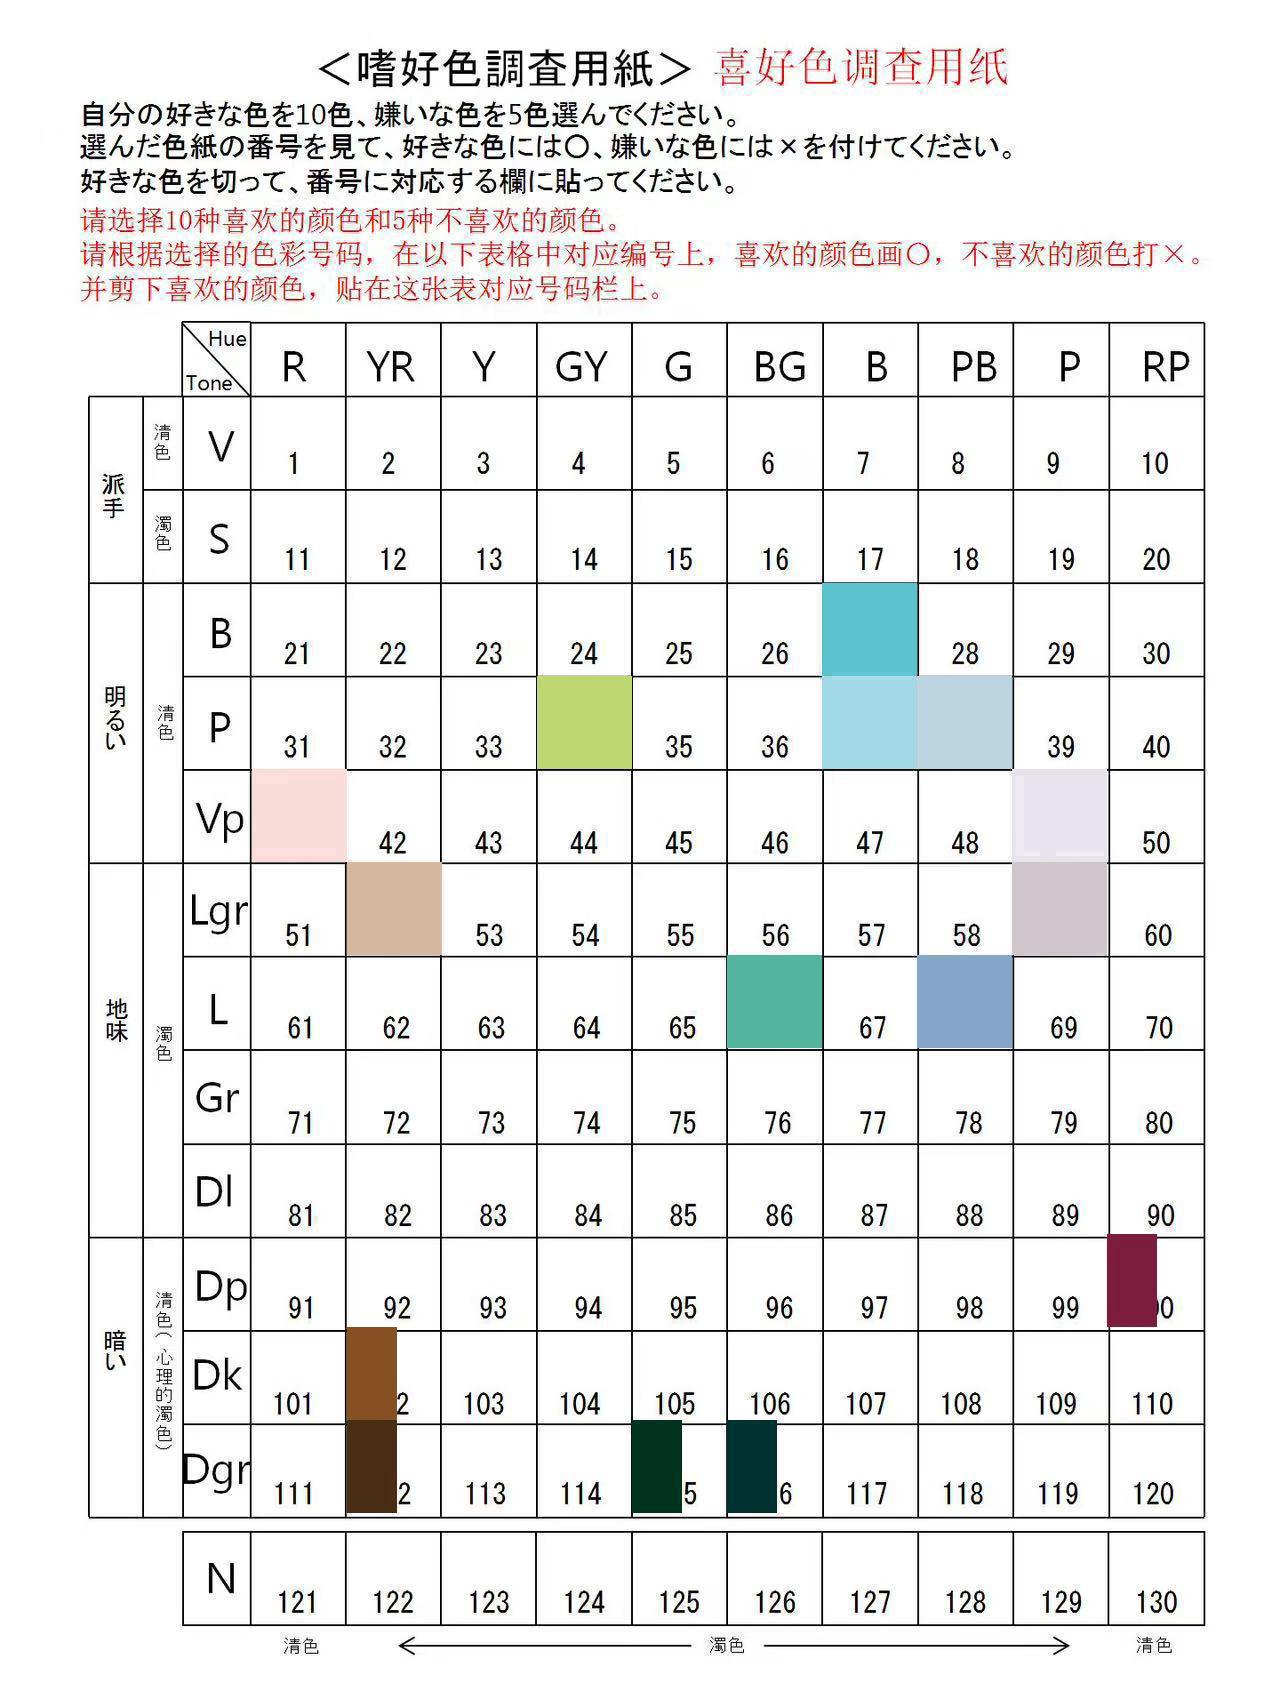 ＜嗜好色調査用紙＞ 喜好色调查用纸
自分の好きな色を10色、嫌いな色を5色選んでください。
選んだ色紙の番号を見て、好きな色には○、嫌いな色には×を付けてください。
好きな色を切って、番号に対応する欄に貼ってください。
请选择10种喜欢的颜色和5种不喜欢的颜色。
请根据选择的色彩号码，在以下表格中对应编号上，喜欢的颜色画○，不喜欢的颜色打×。
并剪下喜欢的颜色，贴在这张表对应号码栏上。
Hue
Tone
R YR Y GY G BG B PB P RP
派手
清色
V 1 2 3 4 5 6 7 8 9 10
濁色
S 11 12 13 14 15 16 17 18 19 20
明るい
清色
B 21 22 23 24 25 26 28 29 30
P 31 32 33 35 36 39 40
Vp 42 43 44 45 46 47 48 50
地味
濁色
Lgr 51 53 54 55 56 57 58 60
L 61 62 63 64 65 67 69 70
Gr 71 72 73 74 75 76 77 78 79 80
Dl 81 82 83 84 85 86 87 88 89 90
暗い
清色(心理的濁色)
Dp 91 92 93 94 95 96 97 98 99 0
Dk 101 2 103 104 105 106 107 108 109 110
Dgr 111 2 113 114 5 6 117 118 119 120
N 121 122 123 124 125 126 127 128 129 130
清色 濁色 清色